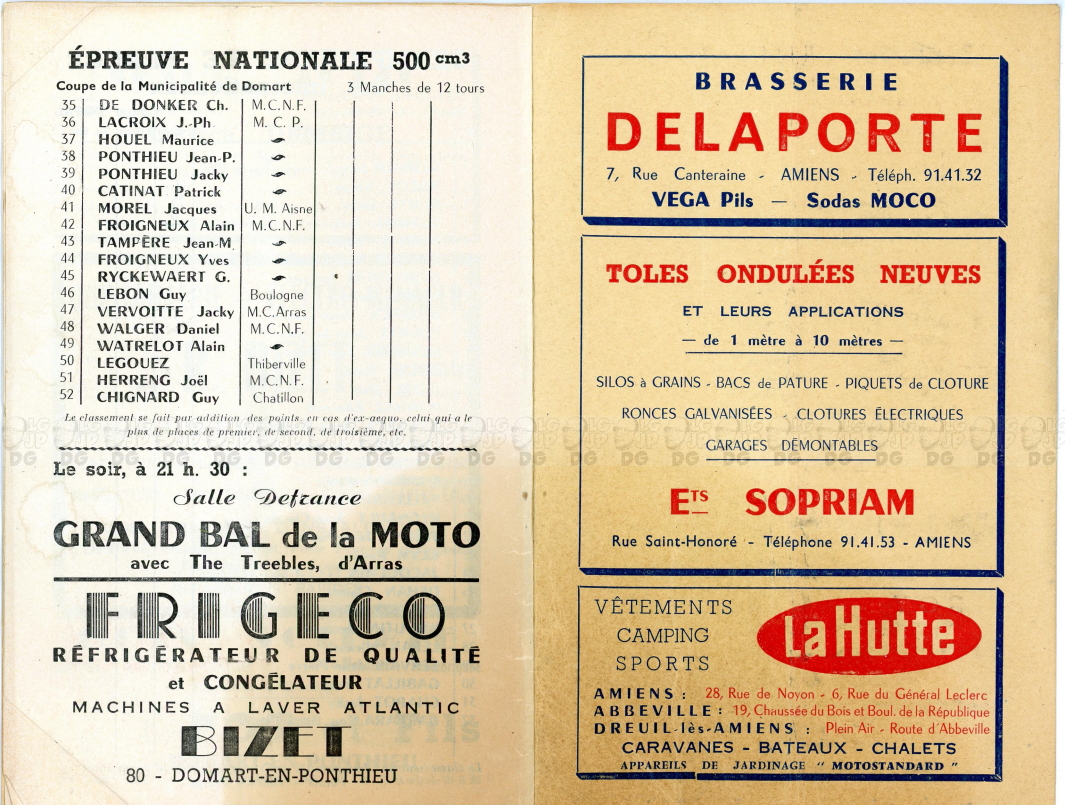 ÉPREUVE NATIONALE 500 cm3
Coupe de la Municipalité de Domart 3 Manches de 12 tours
35 DE DONKER Ch. M.C.N.F.
36 LACROIX J.-Ph M. C. P.
37 HOUEL Maurice
38 PONTHIEU Jean-P.
39 PONTHIEU Jacky
40 CATINAT Patrick
41 MOREL Jacques U. M. Aisne
42 FROIGNEUX Alain M.C.N.F.
43 TAMPÈRE Jean-M.
44 FROIGNEUX Yves
45 RYCKEWAERT G.
46 LEBON Guy Boulogne
47 VERVOITTE Jacky M.C.Arras
48 WALGER Daniel M.C.N.F.
49 WATRELOT Alain
50 LEGOUEZ Thiberville
51 HERRENG Joël M.C.N.F.
52 CHIGNARD Guy Chatillon
Le classement se fait par addition des points, en cas d'ex-aequo, celui qui a le
plus de places de premier, de second, de troisième, etc.
Le soir, à 21 h. 30 :
Salle Defrance
GRAND BAL de la MOTO
avec The Treebles, d'Arras
FRIGECO
RÉFRIGÉRATEUR DE QUALITÉ
et CONGÉLATEUR
MACHINES A LAVER ATLANTIC
BIZET
80 - DOMART-EN-PONTHIEU
BRASSERIE
DELAPORTE
7, Rue Canteraine - AMIENS - Téléph. 91.41.32
VEGA Pils — Sodas MOCO
TOLES ONDULÉES NEUVES
ET LEURS APPLICATIONS
— de 1 mètre à 10 mètres —
SILOS à GRAINS - BACS de PATURE - PIQUETS de CLOTURE
RONCES GALVANISÉES - CLOTURES ÉLECTRIQUES
GARAGES DÉMONTABLES
ETS SOPRIAM
Rue Saint-Honoré - Téléphone 91.41.53 - AMIENS
VÊTEMENTS
CAMPING
SPORTS
La Hutte
AMIENS : 28, Rue de Noyon - 6, Rue du Général Leclerc
ABBEVILLE : 19, Chaussée du Bois et Boul. de la République
DREUIL-lès-AMIENS : Plein Air - Route d'Abbeville
CARAVANES - BATEAUX - CHALETS
APPAREILS DE JARDINAGE " MOTOSTANDARD "